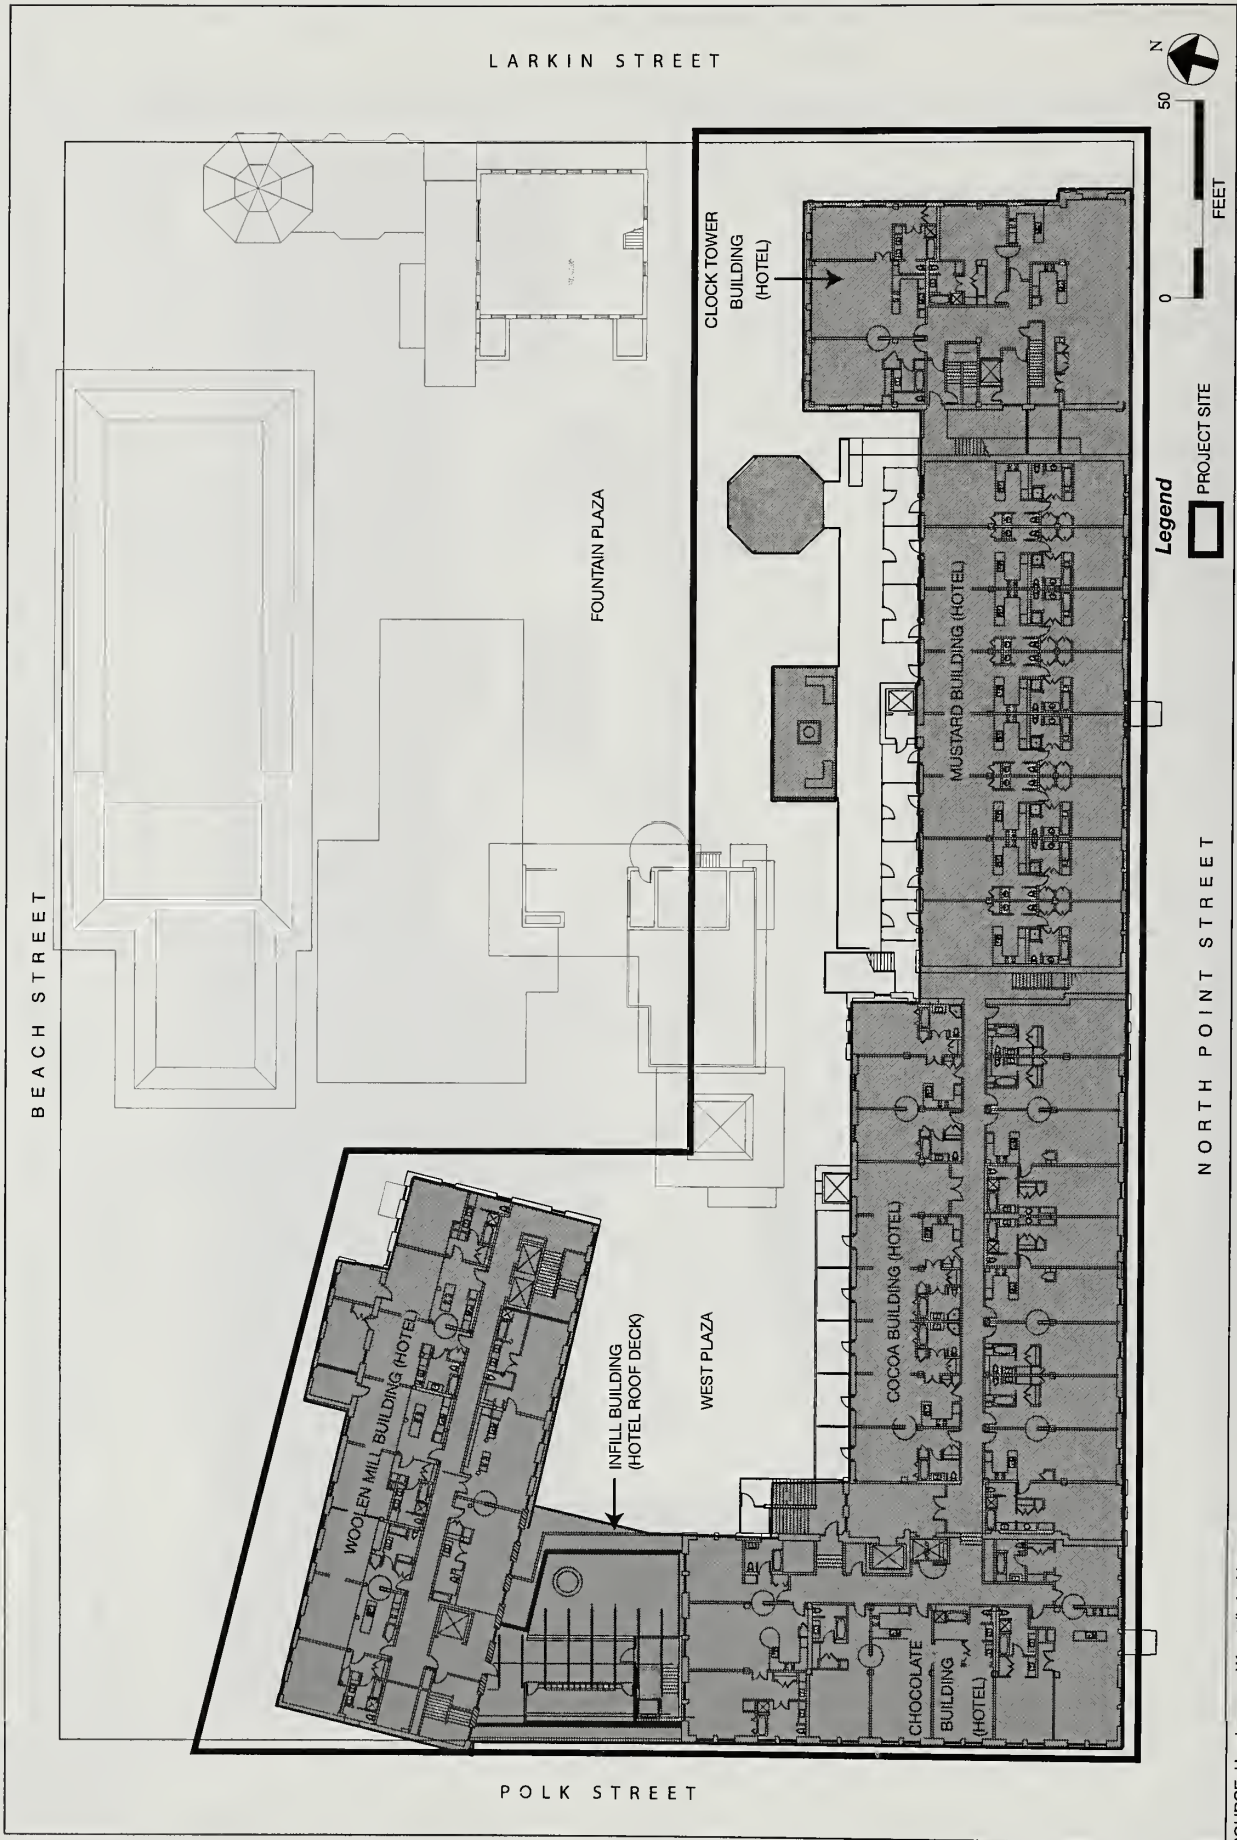 LARKIN STREET
BEACH STREET
FOUNTAIN PLAZA
CLOCK TOWER
BUILDING
(HOTEL)
MUSTARD BUILDING (HOTEL)
COCOA BUILDING (HOTEL)
WOOLEN MILL BUILDING (HOTEL)
WEST PLAZA
INFILL BUILDING
(HOTEL ROOF DECK)
CHOCOLATE
BUILDING
(HOTEL)
POLK STREET
NORTH POINT STREET
N
0
50
FEET
Legend
PROJECT SITE